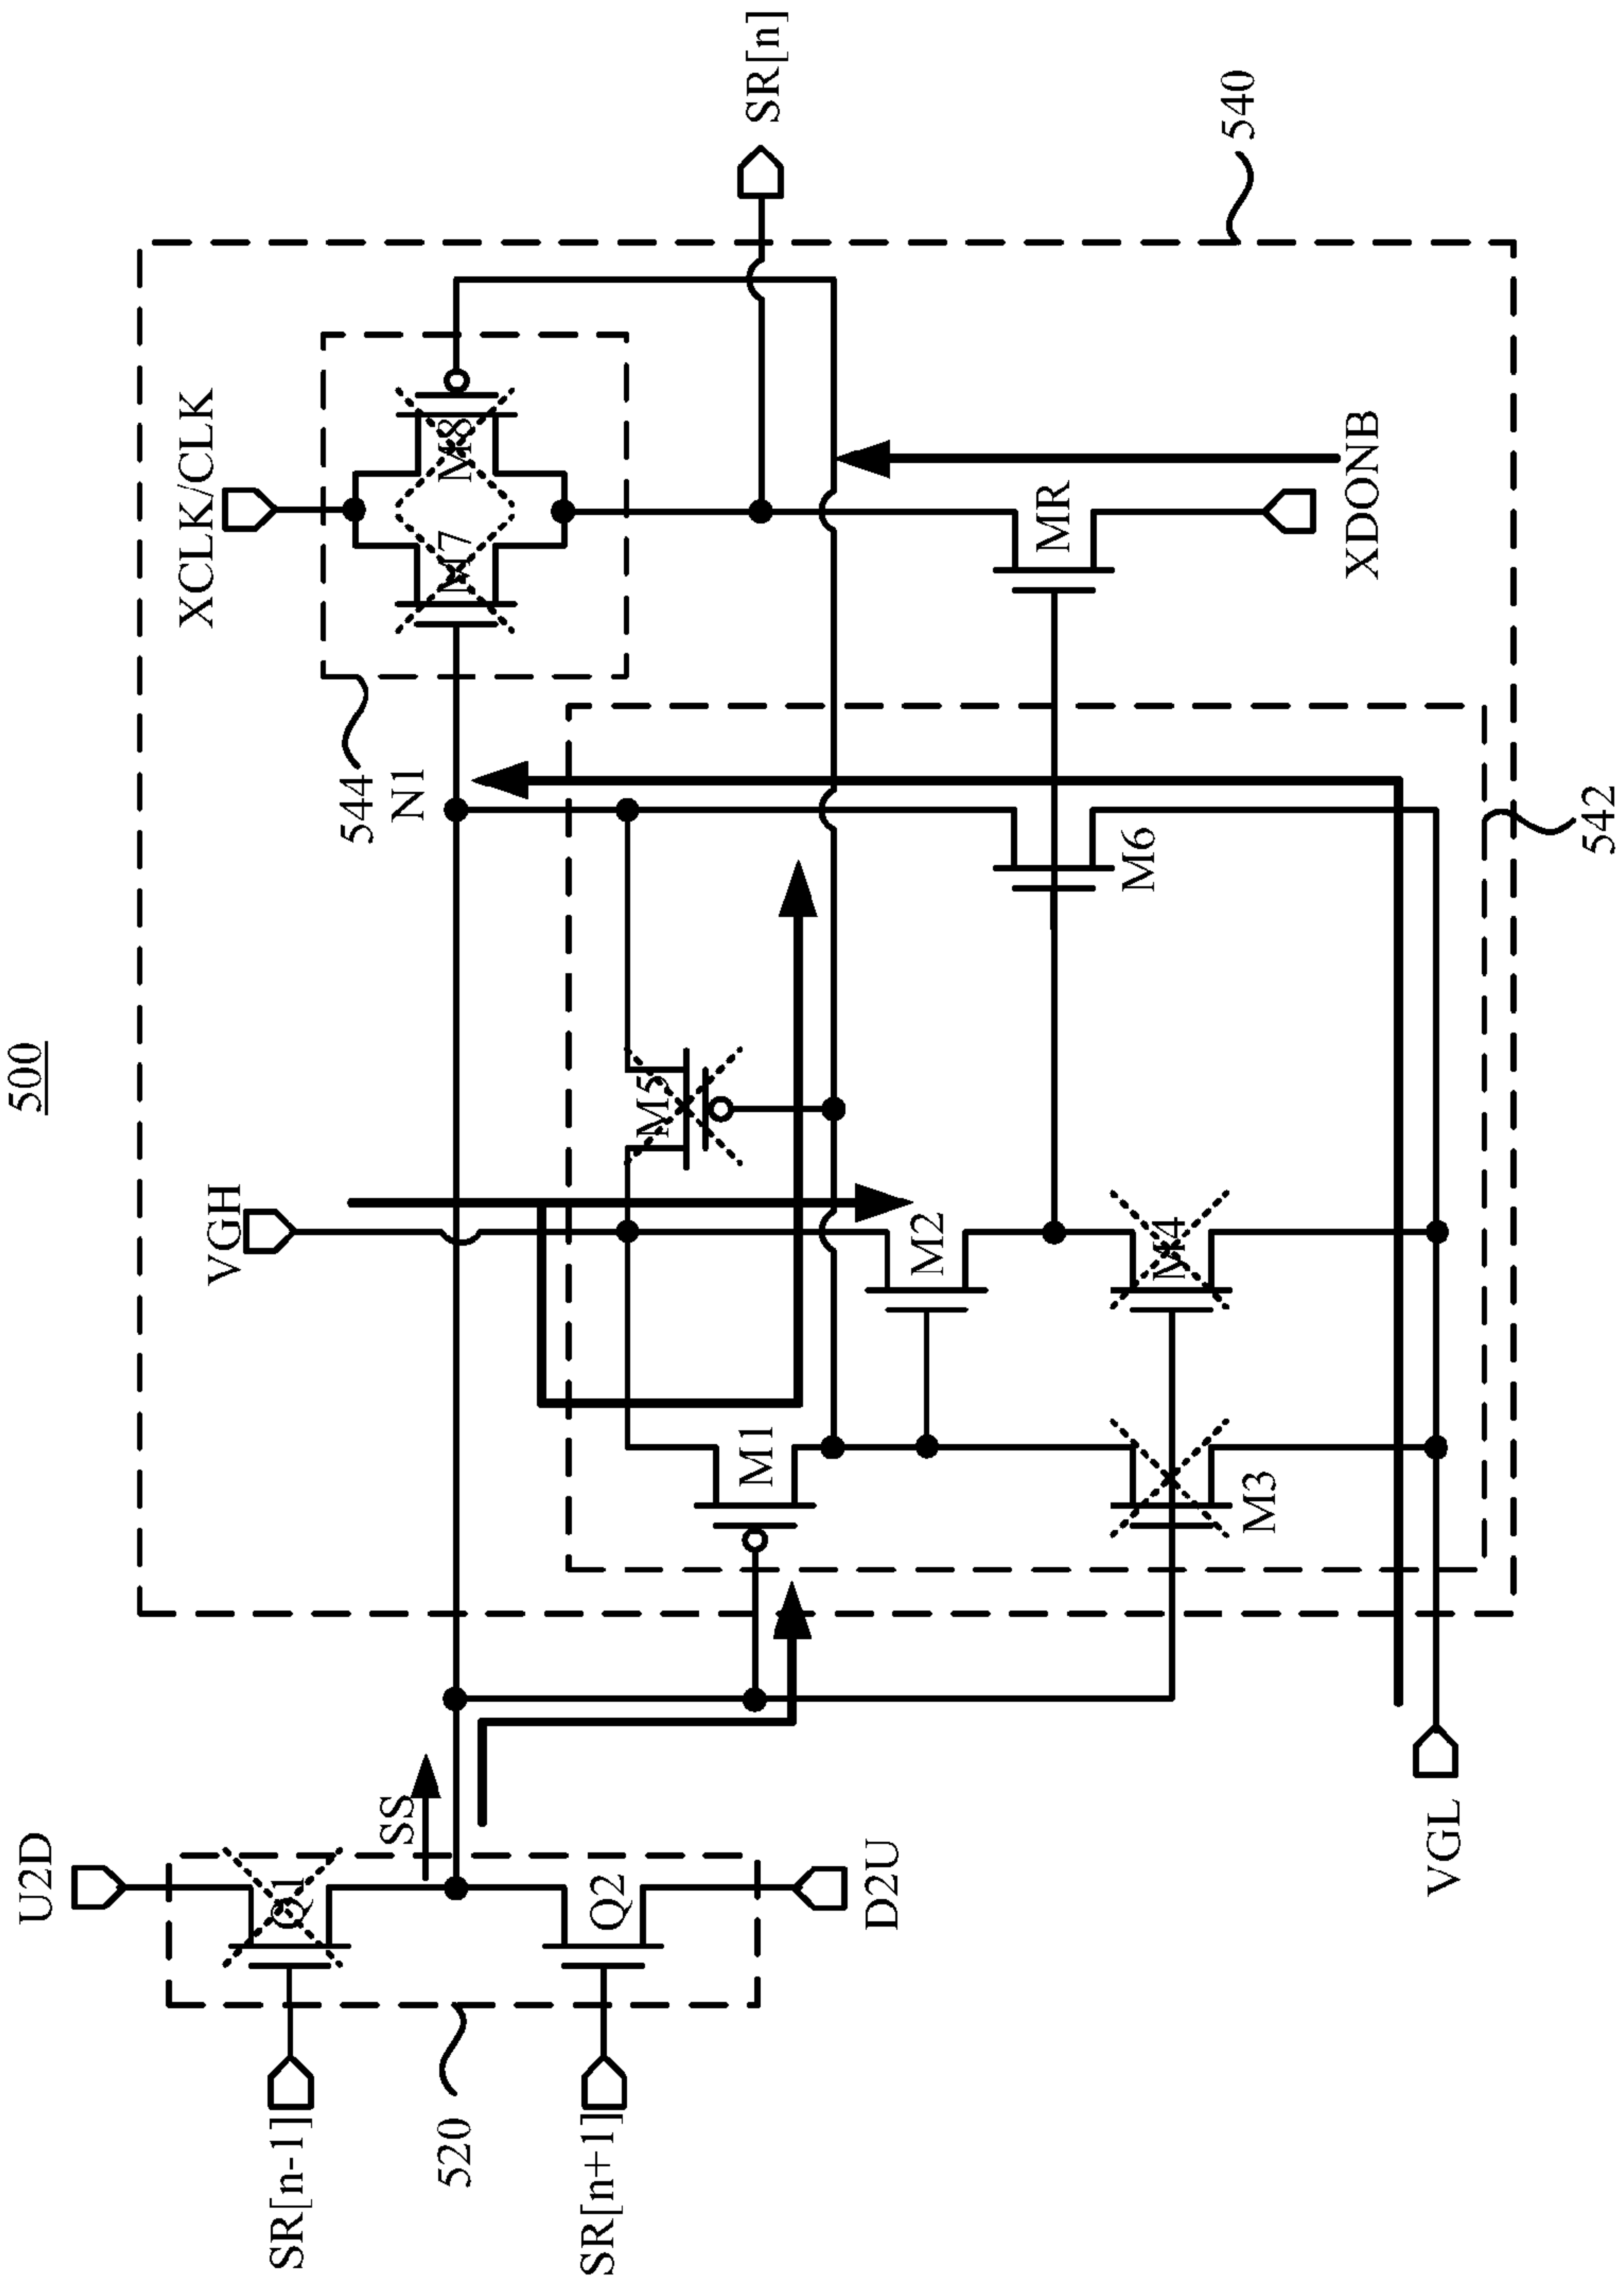 500
U2D
SR[n-1]
Q1
SS
520
SR[n+1]
Q2
D2U
VGH
XCLK/CLK
544
N1
M7
M8
M5
M1
M2
M3
M4
M6
MR
SR[n]
540
542
XDONB
VGL